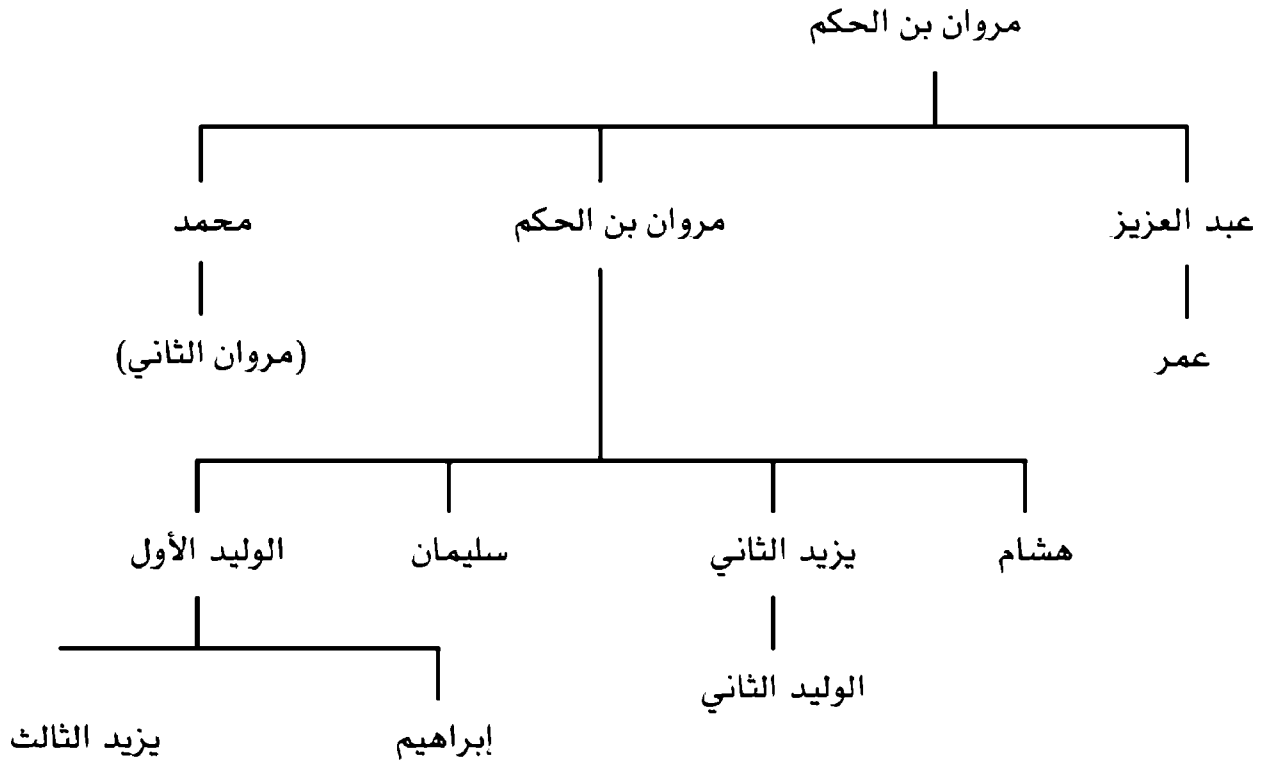 مروان بن الحكم
عبد العزيز
مروان بن الحكم
محمد
عمر
(مروان الثاني)
هشام
يزيد الثاني
سليمان
الوليد الأول
الوليد الثاني
إبراهيم
يزيد الثالث